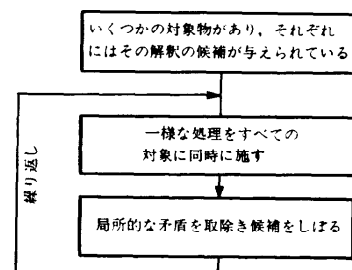 いくつかの対象物があり，それぞれ
にはその解釈の候補が与えられている
繰り返し
一様な処理をすべての
対象に同時に施す
局所的な矛盾を取除き候補をしぼる